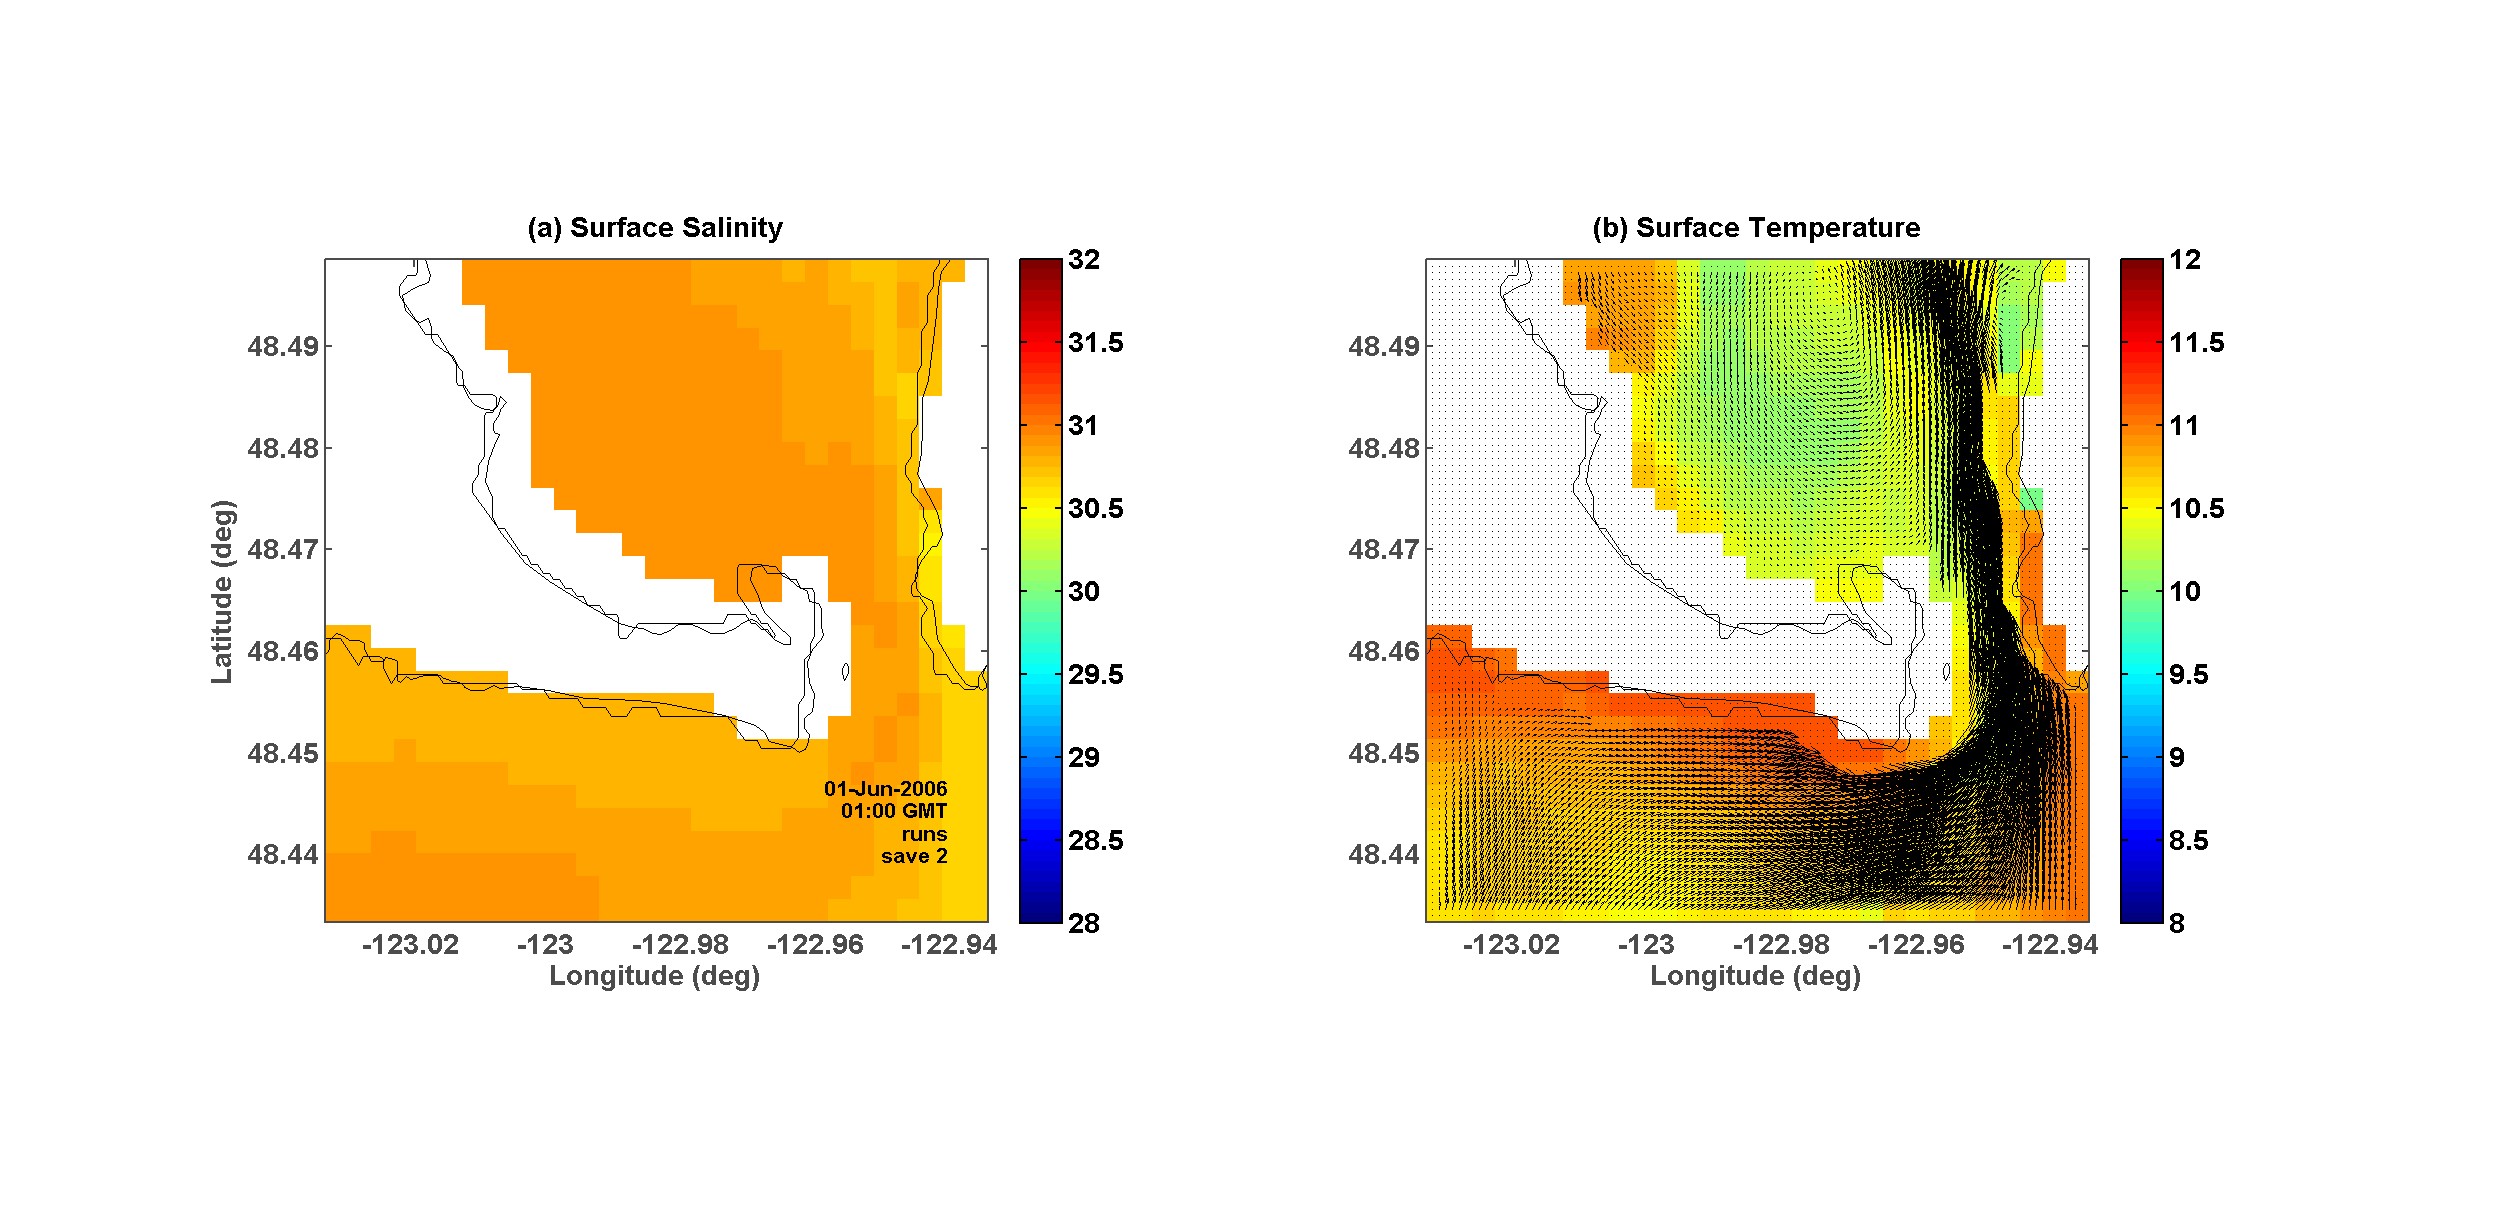 (a) Surface Salinity
48.49
48.48
48.47
48.46
48.45
48.44
Latitude (deg)
-123.02 -123 -122.98 -122.96 -122.94
Longitude (deg)
01-Jun-2006
01:00 GMT
runs
save 2
32
31.5
31
30.5
30
29.5
29
28.5
28
(b) Surface Temperature
48.49
48.48
48.47
48.46
48.45
48.44
-123.02 -123 -122.98 -122.96 -122.94
Longitude (deg)
12
11.5
11
10.5
10
9.5
9
8.5
8